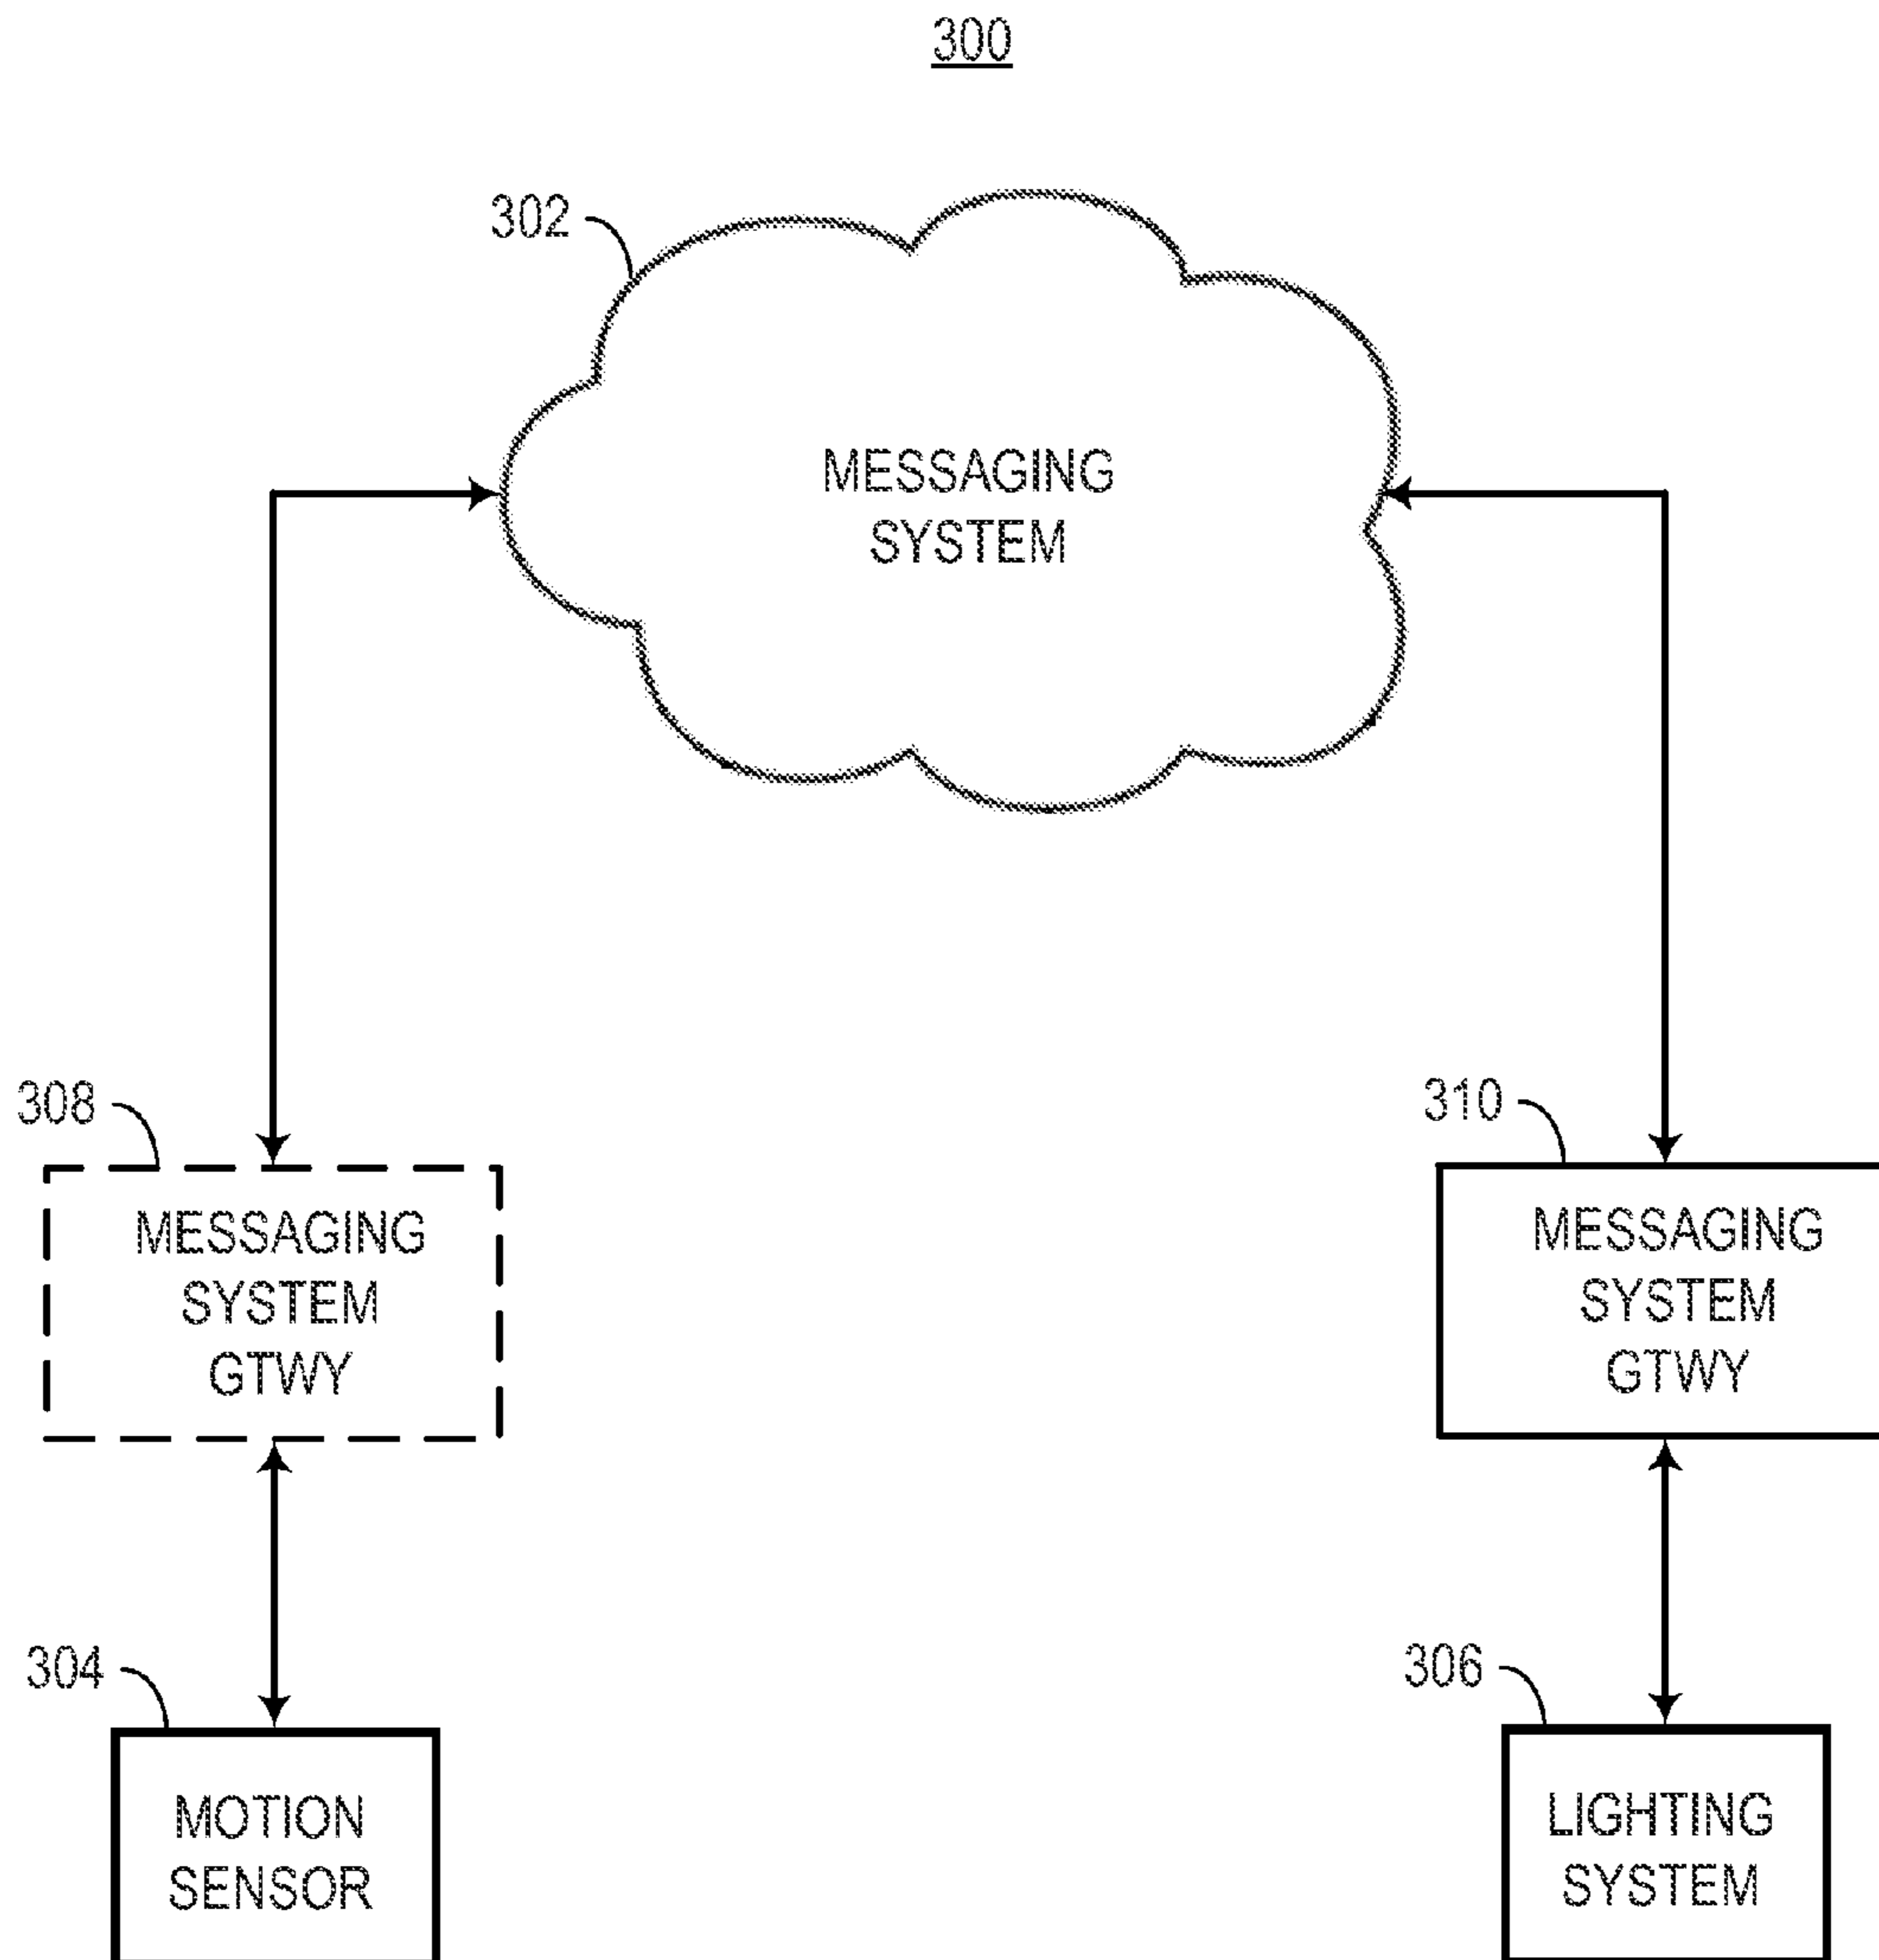 300
302
MESSAGING
SYSTEM
308
MESSAGING
SYSTEM
GTWY
310
MESSAGING
SYSTEM
GTWY
304
MOTION
SENSOR
306
LIGHTING
SYSTEM